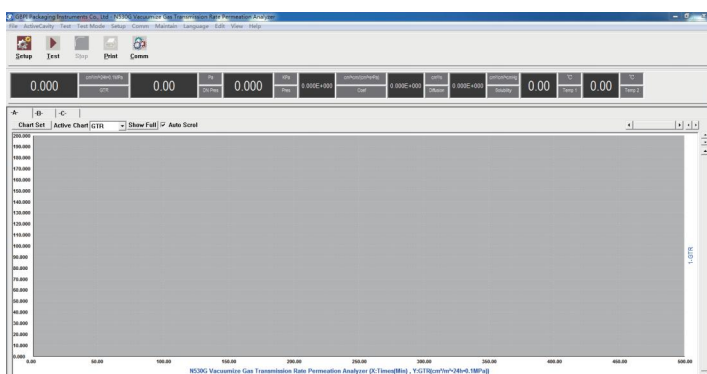 GBPI Packaging Instruments Co., Ltd - N530G Vacuumize Gas Transmission Rate Permeation Analyzer
File ActiveCavity Test Test Mode Setup Comm Maintain Language Edit View Help
Setup Test Stop Print Comm
0.000 GTR 0.00 Pa DN Pres 0.000 KPa Pres 0.000E+000 Coef 0.000E+000 Diffusion 0.000E+000 Solubility 0.00 °C Temp 1 0.00 °C Temp 2
-A- -B- -C-
Chart Set Active Chart GTR Show Full Auto Scrol
200.000
190.000
180.000
170.000
160.000
150.000
140.000
130.000
120.000
110.000
100.000
90.000
80.000
70.000
60.000
50.000
40.000
30.000
20.000
10.000
0.000
1-GTR
0.00 50.00 100.00 150.00 200.00 250.00 300.00 350.00 400.00 450.00 500.00
N530G Vacuumize Gas Transmission Rate Permeation Analyzer (X:Times(Min) , Y:GTR(cm³/m²•24h•0.1MPa))